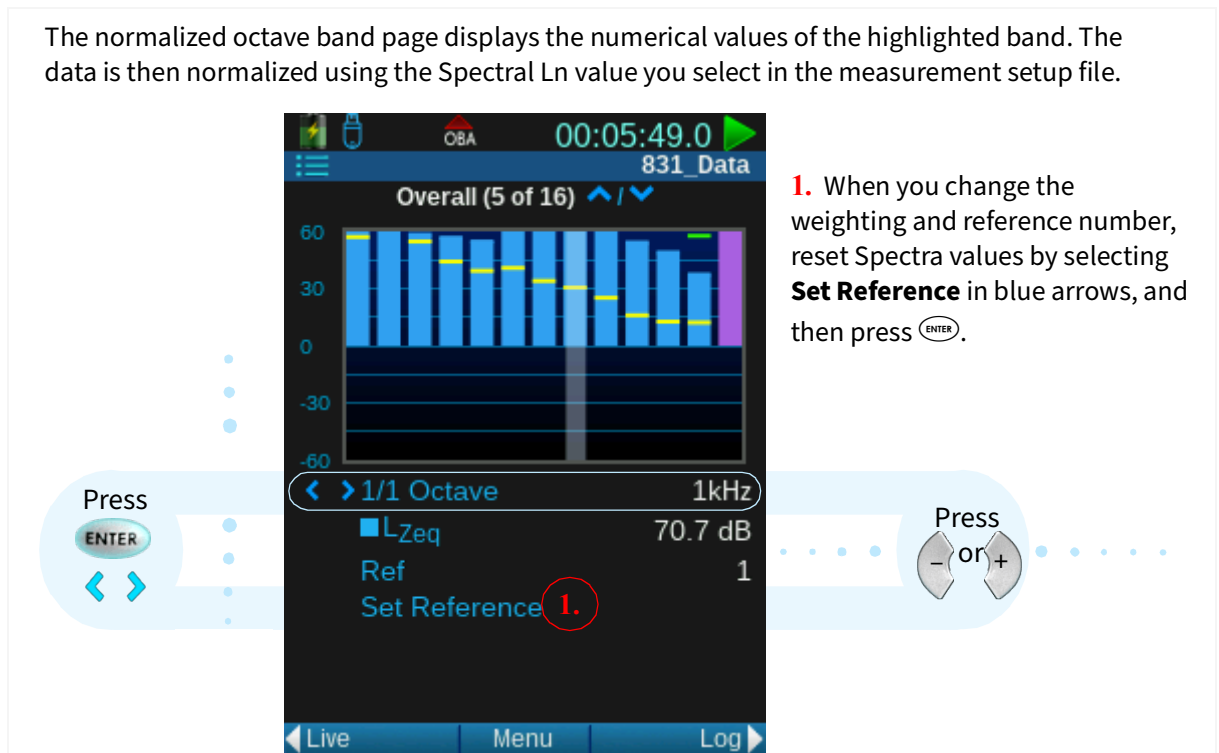 The normalized octave band page displays the numerical values of the highlighted band. The
data is then normalized using the Spectral Ln value you select in the measurement setup file.
OBA
00:05:49.0
831_Data
Overall (5 of 16) /
60
30
0
-30
-60
1/1 Octave 1kHz
LZeq 70.7 dB
Ref 1
Set Reference 1.
Live Menu Log
1. When you change the
weighting and reference number,
reset Spectra values by selecting
Set Reference in blue arrows, and
then press ENTER.
Press
ENTER
Press
- or +